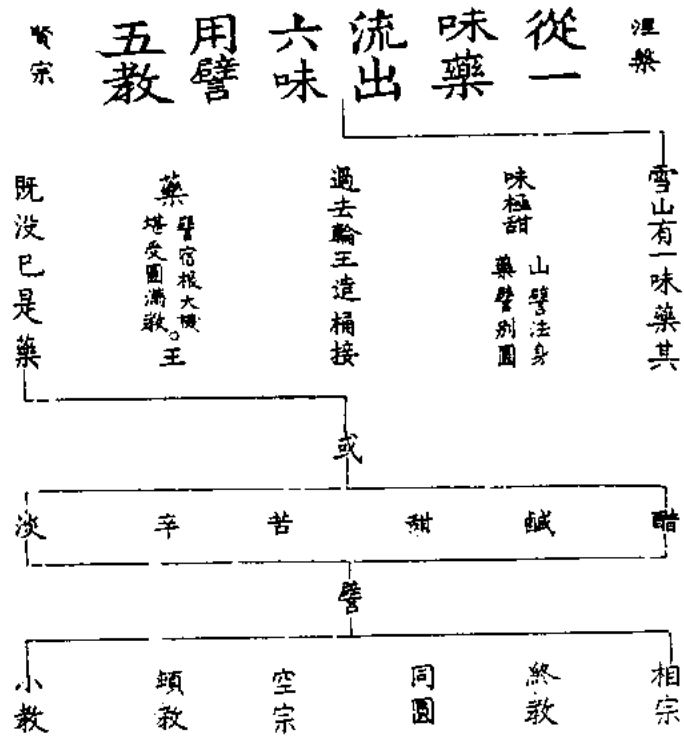 涅槃
從一味藥流出六味用譬五教
賢宗
雪山有一味藥其
味極甜
山譬法身
藥譬別圓
過去輪王造桶接
藥
譬宿根大機
堪受圓滿教
。王
既没已是藥
或
醋
鹹
甜
苦
辛
淡
譬
相宗
終教
同圓
空宗
頓教
小教